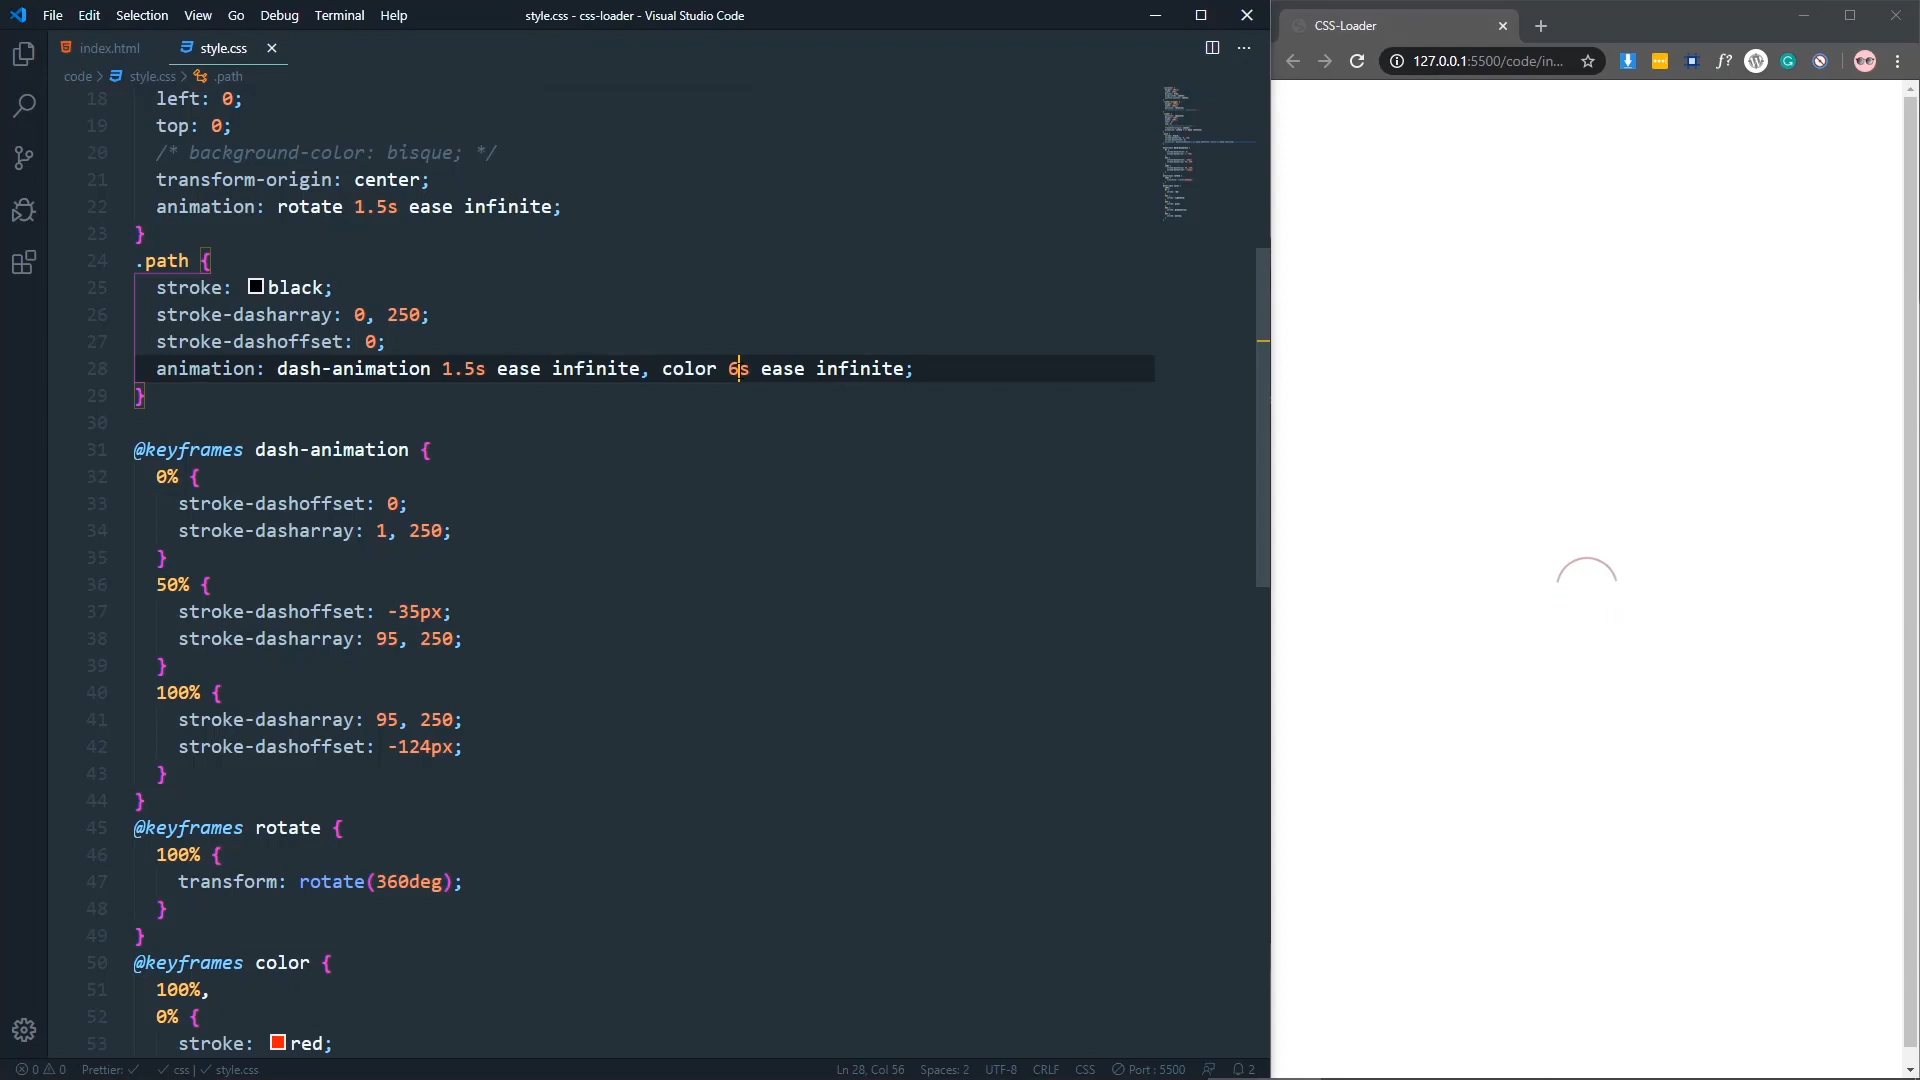 File Edit Selection View Go Debug Terminal Help
style.css - css-loader - Visual Studio Code
index.html
style.css
code > style.css > .path
18 left: 0;
19 top: 0;
20 /* background-color: bisque; */
21 transform-origin: center;
22 animation: rotate 1.5s ease infinite;
23 }
24 .path {
25 stroke: black;
26 stroke-dasharray: 0, 250;
27 stroke-dashoffset: 0;
28 animation: dash-animation 1.5s ease infinite, color 6s ease infinite;
29 }
30
31 @keyframes dash-animation {
32 0% {
33 stroke-dashoffset: 0;
34 stroke-dasharray: 1, 250;
35 }
36 50% {
37 stroke-dashoffset: -35px;
38 stroke-dasharray: 95, 250;
39 }
40 100% {
41 stroke-dasharray: 95, 250;
42 stroke-dashoffset: -124px;
43 }
44 }
45 @keyframes rotate {
46 100% {
47 transform: rotate(360deg);
48 }
49 }
50 @keyframes color {
51 100%,
52 0% {
53 stroke: red;
0 0 Prettier: ✓ ✓ css | ✓ style.css
Ln 28, Col 56 Spaces: 2 UTF-8 CRLF CSS Port : 5500 2
CSS-Loader
127.0.0.1:5500/code/in...
f?